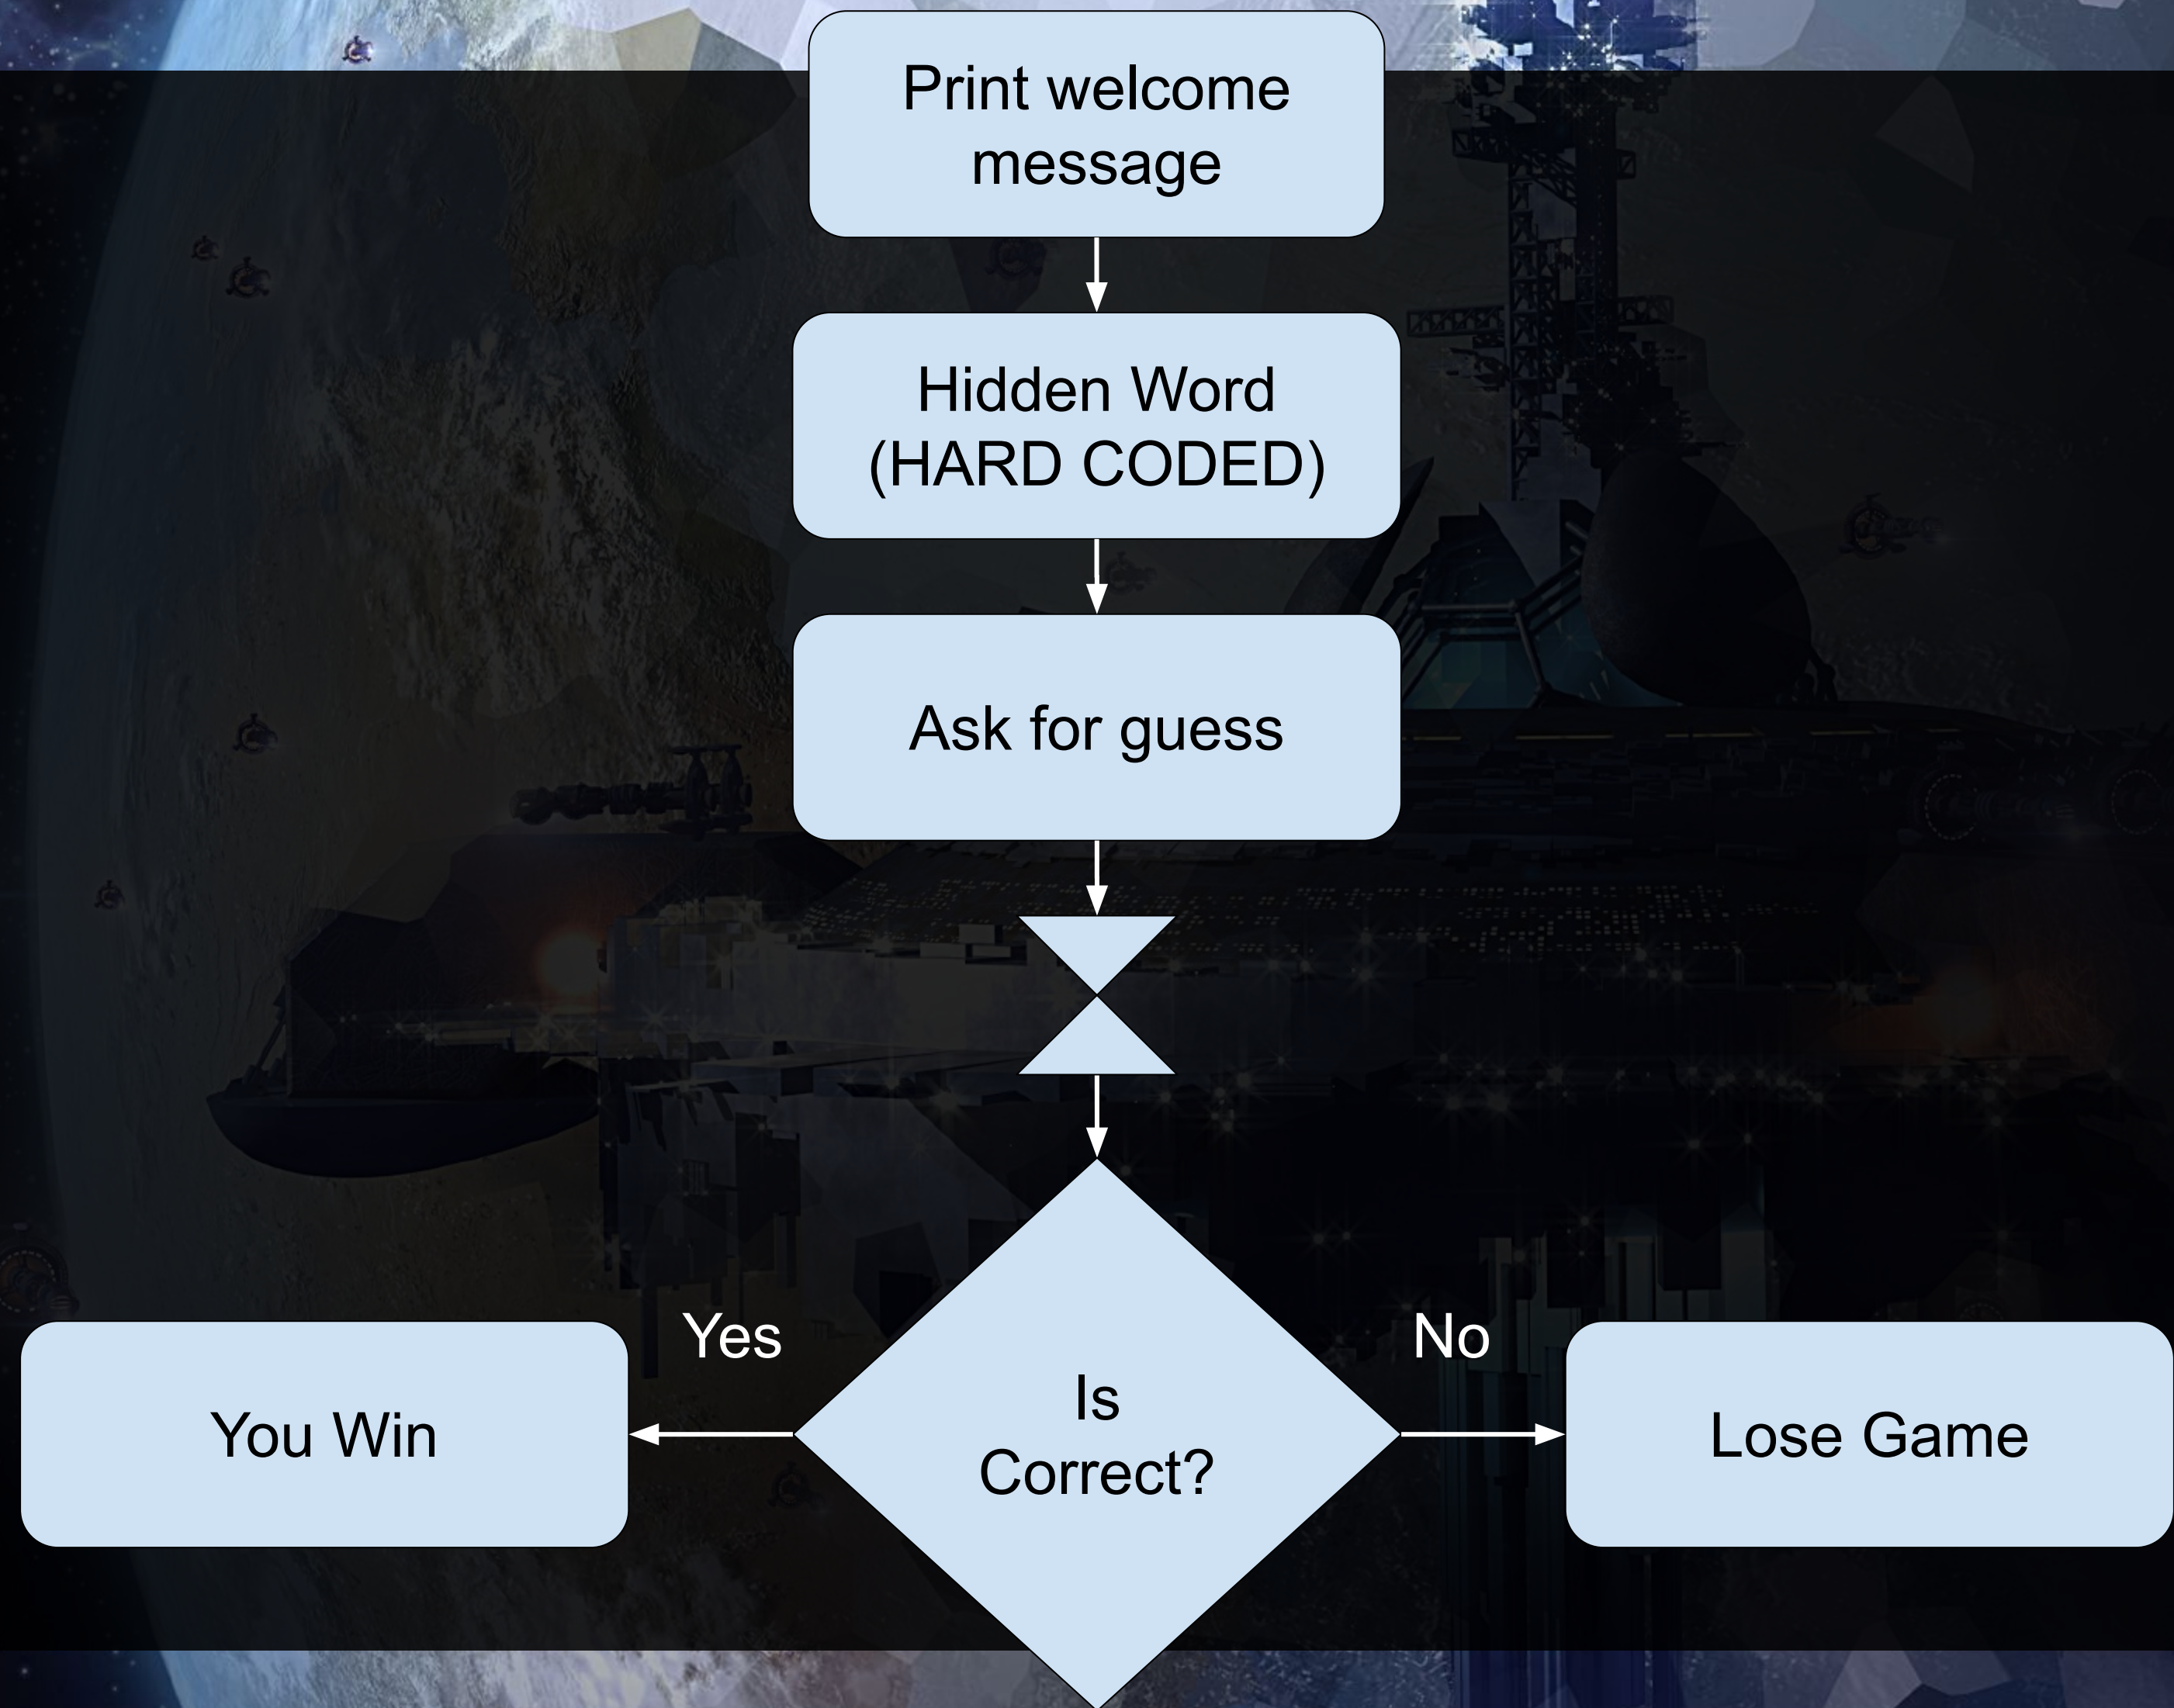 Print welcome
message
Hidden Word
(HARD CODED)
Ask for guess
Yes
No
You Win
Is
Correct?
Lose Game